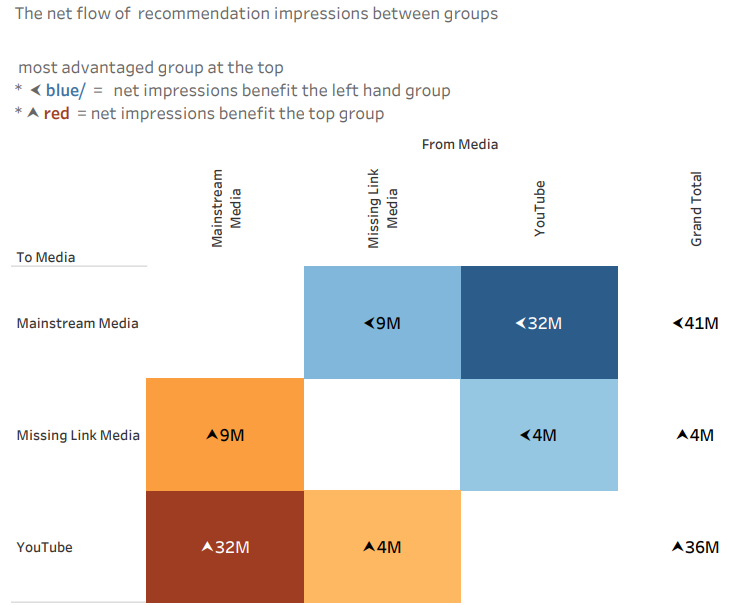 The net flow of recommendation impressions between groups
most advantaged group at the top
* ⮜ blue/ = net impressions benefit the left hand group
* ⮝ red = net impressions benefit the top group
From Media
Mainstream
Media
Missing Link
Media
YouTube
Grand Total
To Media
Mainstream Media ⮜9M ⮜32M ⮜41M
Missing Link Media ⮝9M ⮜4M ⮝4M
YouTube ⮝32M ⮝4M ⮝36M